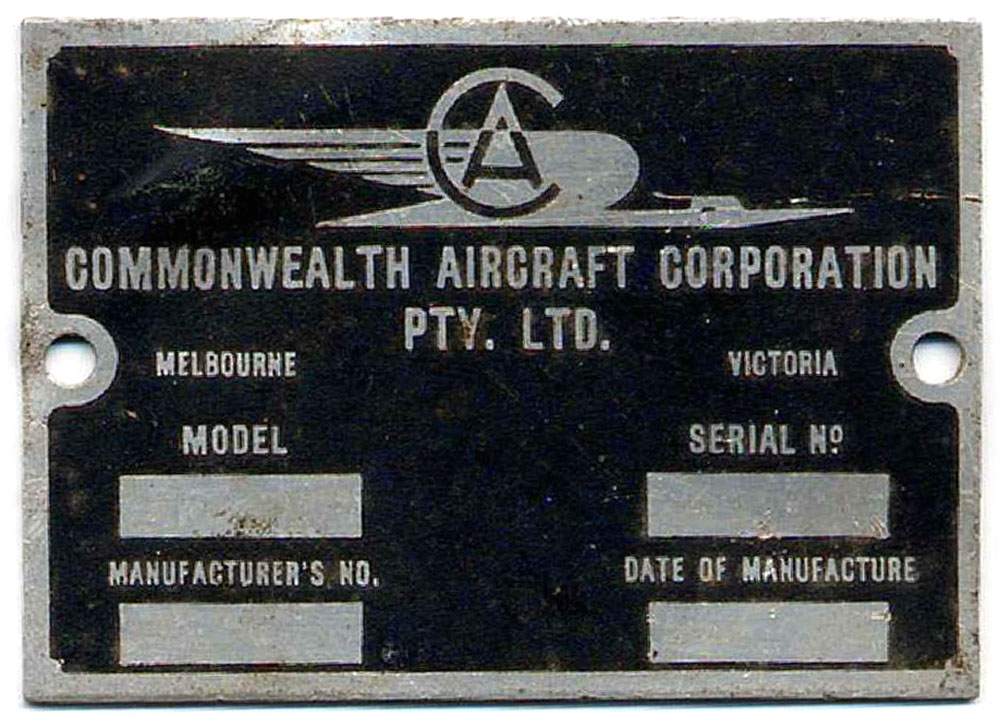 CA
COMMONWEALTH AIRCRAFT CORPORATION
PTY. LTD.
MELBOURNE VICTORIA
MODEL SERIAL Nº
MANUFACTURER'S NO. DATE OF MANUFACTURE